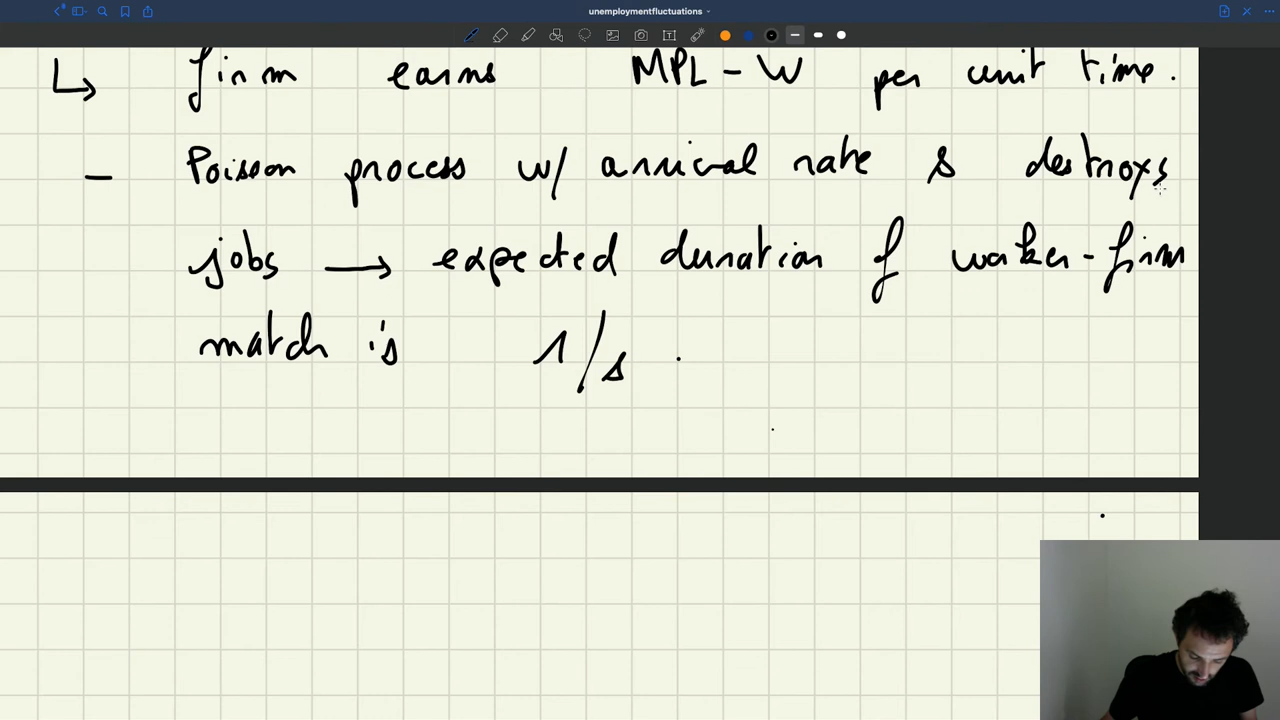 unemploymentfluctuations
↳ firm earns MPL - W per unit time.
- Poisson process w/ arrival rate s destroys
jobs → expected duration of worker-firm
match is 1/s .